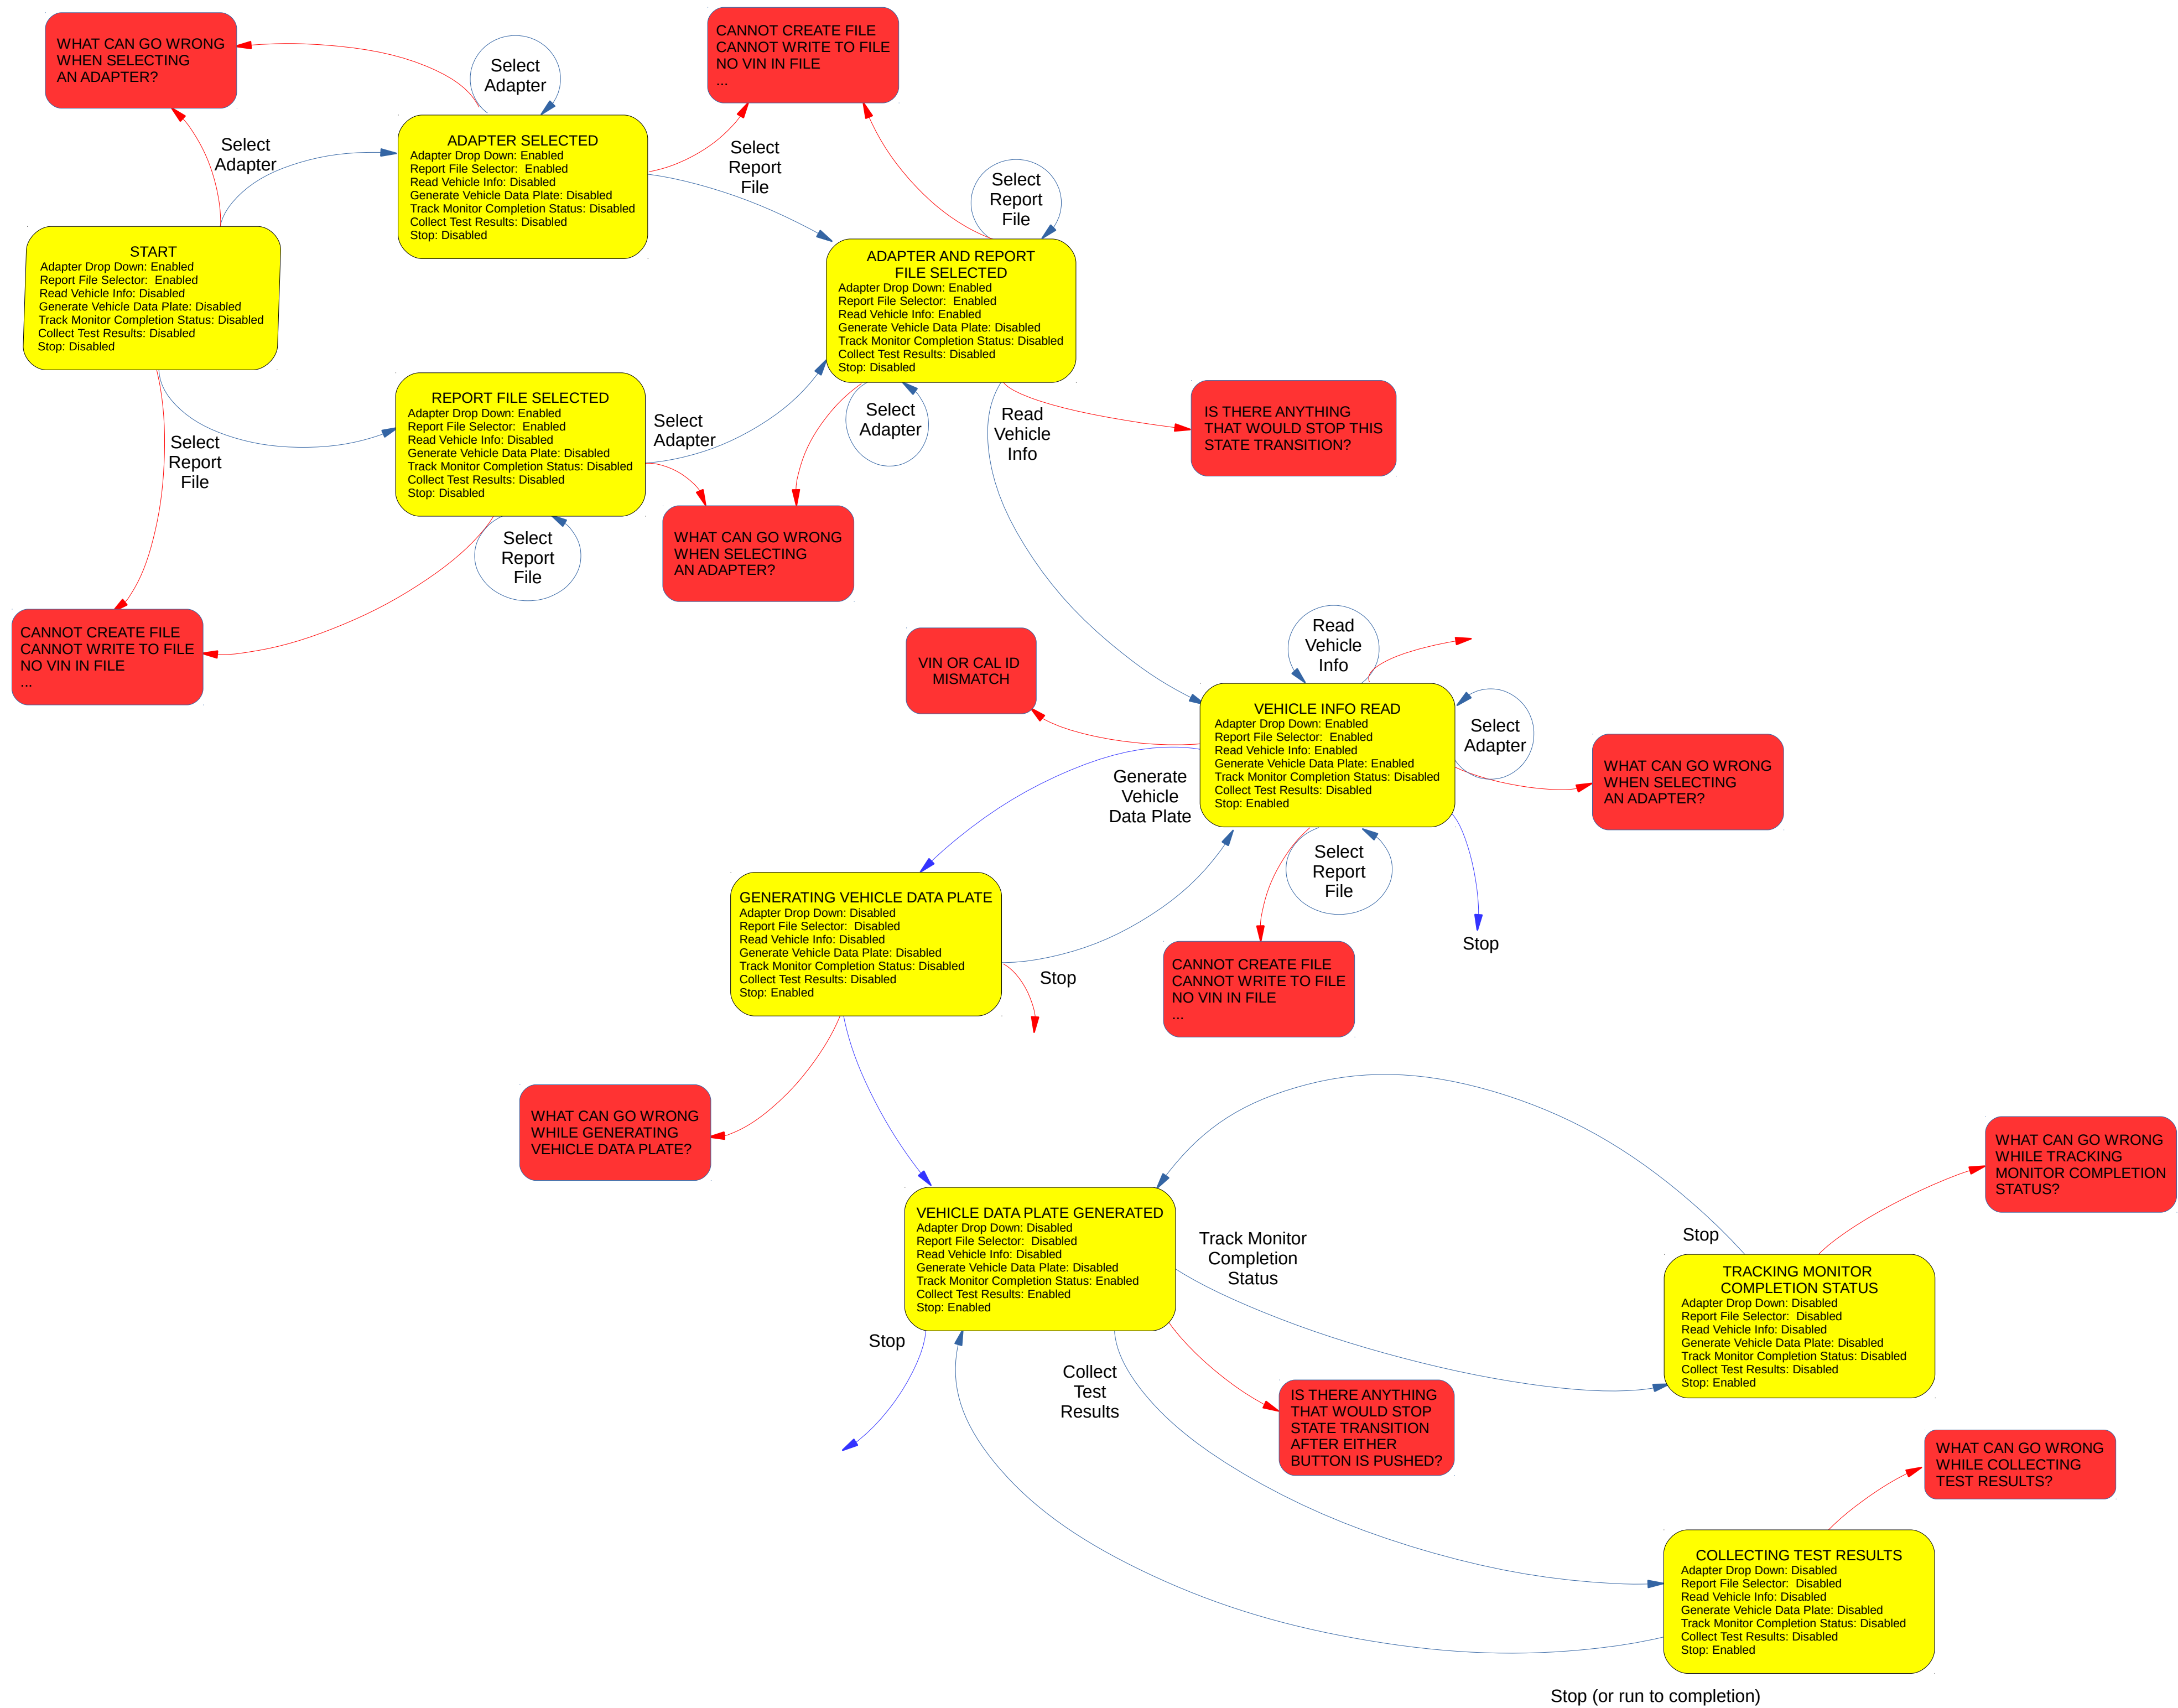 WHAT CAN GO WRONG
WHEN SELECTING
AN ADAPTER?
Select
Adapter
CANNOT CREATE FILE
CANNOT WRITE TO FILE
NO VIN IN FILE
...
Select
Adapter
ADAPTER SELECTED
Adapter Drop Down: Enabled
Report File Selector:  Enabled
Read Vehicle Info: Disabled
Generate Vehicle Data Plate: Disabled
Track Monitor Completion Status: Disabled
Collect Test Results: Disabled
Stop: Disabled
Select
Report
File
Select
Report
File
START
Adapter Drop Down: Enabled
Report File Selector:  Enabled
Read Vehicle Info: Disabled
Generate Vehicle Data Plate: Disabled
Track Monitor Completion Status: Disabled
Collect Test Results: Disabled
Stop: Disabled
ADAPTER AND REPORT
FILE SELECTED
Adapter Drop Down: Enabled
Report File Selector:  Enabled
Read Vehicle Info: Enabled
Generate Vehicle Data Plate: Disabled
Track Monitor Completion Status: Disabled
Collect Test Results: Disabled
Stop: Disabled
REPORT FILE SELECTED
Adapter Drop Down: Enabled
Report File Selector:  Enabled
Read Vehicle Info: Disabled
Generate Vehicle Data Plate: Disabled
Track Monitor Completion Status: Disabled
Collect Test Results: Disabled
Stop: Disabled
Select
Adapter
Select
Adapter
Read
Vehicle
Info
IS THERE ANYTHING
THAT WOULD STOP THIS
STATE TRANSITION?
Select
Report
File
Select
Report
File
WHAT CAN GO WRONG
WHEN SELECTING
AN ADAPTER?
CANNOT CREATE FILE
CANNOT WRITE TO FILE
NO VIN IN FILE
...
VIN OR CAL ID
MISMATCH
Read
Vehicle
Info
VEHICLE INFO READ
Adapter Drop Down: Enabled
Report File Selector:  Enabled
Read Vehicle Info: Enabled
Generate Vehicle Data Plate: Enabled
Track Monitor Completion Status: Disabled
Collect Test Results: Disabled
Stop: Enabled
Select
Adapter
WHAT CAN GO WRONG
WHEN SELECTING
AN ADAPTER?
Generate
Vehicle
Data Plate
Select
Report
File
GENERATING VEHICLE DATA PLATE
Adapter Drop Down: Disabled
Report File Selector:  Disabled
Read Vehicle Info: Disabled
Generate Vehicle Data Plate: Disabled
Track Monitor Completion Status: Disabled
Collect Test Results: Disabled
Stop: Enabled
Stop
Stop
CANNOT CREATE FILE
CANNOT WRITE TO FILE
NO VIN IN FILE
...
WHAT CAN GO WRONG
WHILE GENERATING
VEHICLE DATA PLATE?
WHAT CAN GO WRONG
WHILE TRACKING
MONITOR COMPLETION
STATUS?
VEHICLE DATA PLATE GENERATED
Adapter Drop Down: Disabled
Report File Selector:  Disabled
Read Vehicle Info: Disabled
Generate Vehicle Data Plate: Disabled
Track Monitor Completion Status: Enabled
Collect Test Results: Enabled
Stop: Enabled
Track Monitor
Completion
Status
Stop
TRACKING MONITOR
COMPLETION STATUS
Adapter Drop Down: Disabled
Report File Selector:  Disabled
Read Vehicle Info: Disabled
Generate Vehicle Data Plate: Disabled
Track Monitor Completion Status: Disabled
Collect Test Results: Disabled
Stop: Enabled
Stop
Collect
Test
Results
IS THERE ANYTHING
THAT WOULD STOP
STATE TRANSITION
AFTER EITHER
BUTTON IS PUSHED?
WHAT CAN GO WRONG
WHILE COLLECTING
TEST RESULTS?
COLLECTING TEST RESULTS
Adapter Drop Down: Disabled
Report File Selector:  Disabled
Read Vehicle Info: Disabled
Generate Vehicle Data Plate: Disabled
Track Monitor Completion Status: Disabled
Collect Test Results: Disabled
Stop: Enabled
Stop (or run to completion)